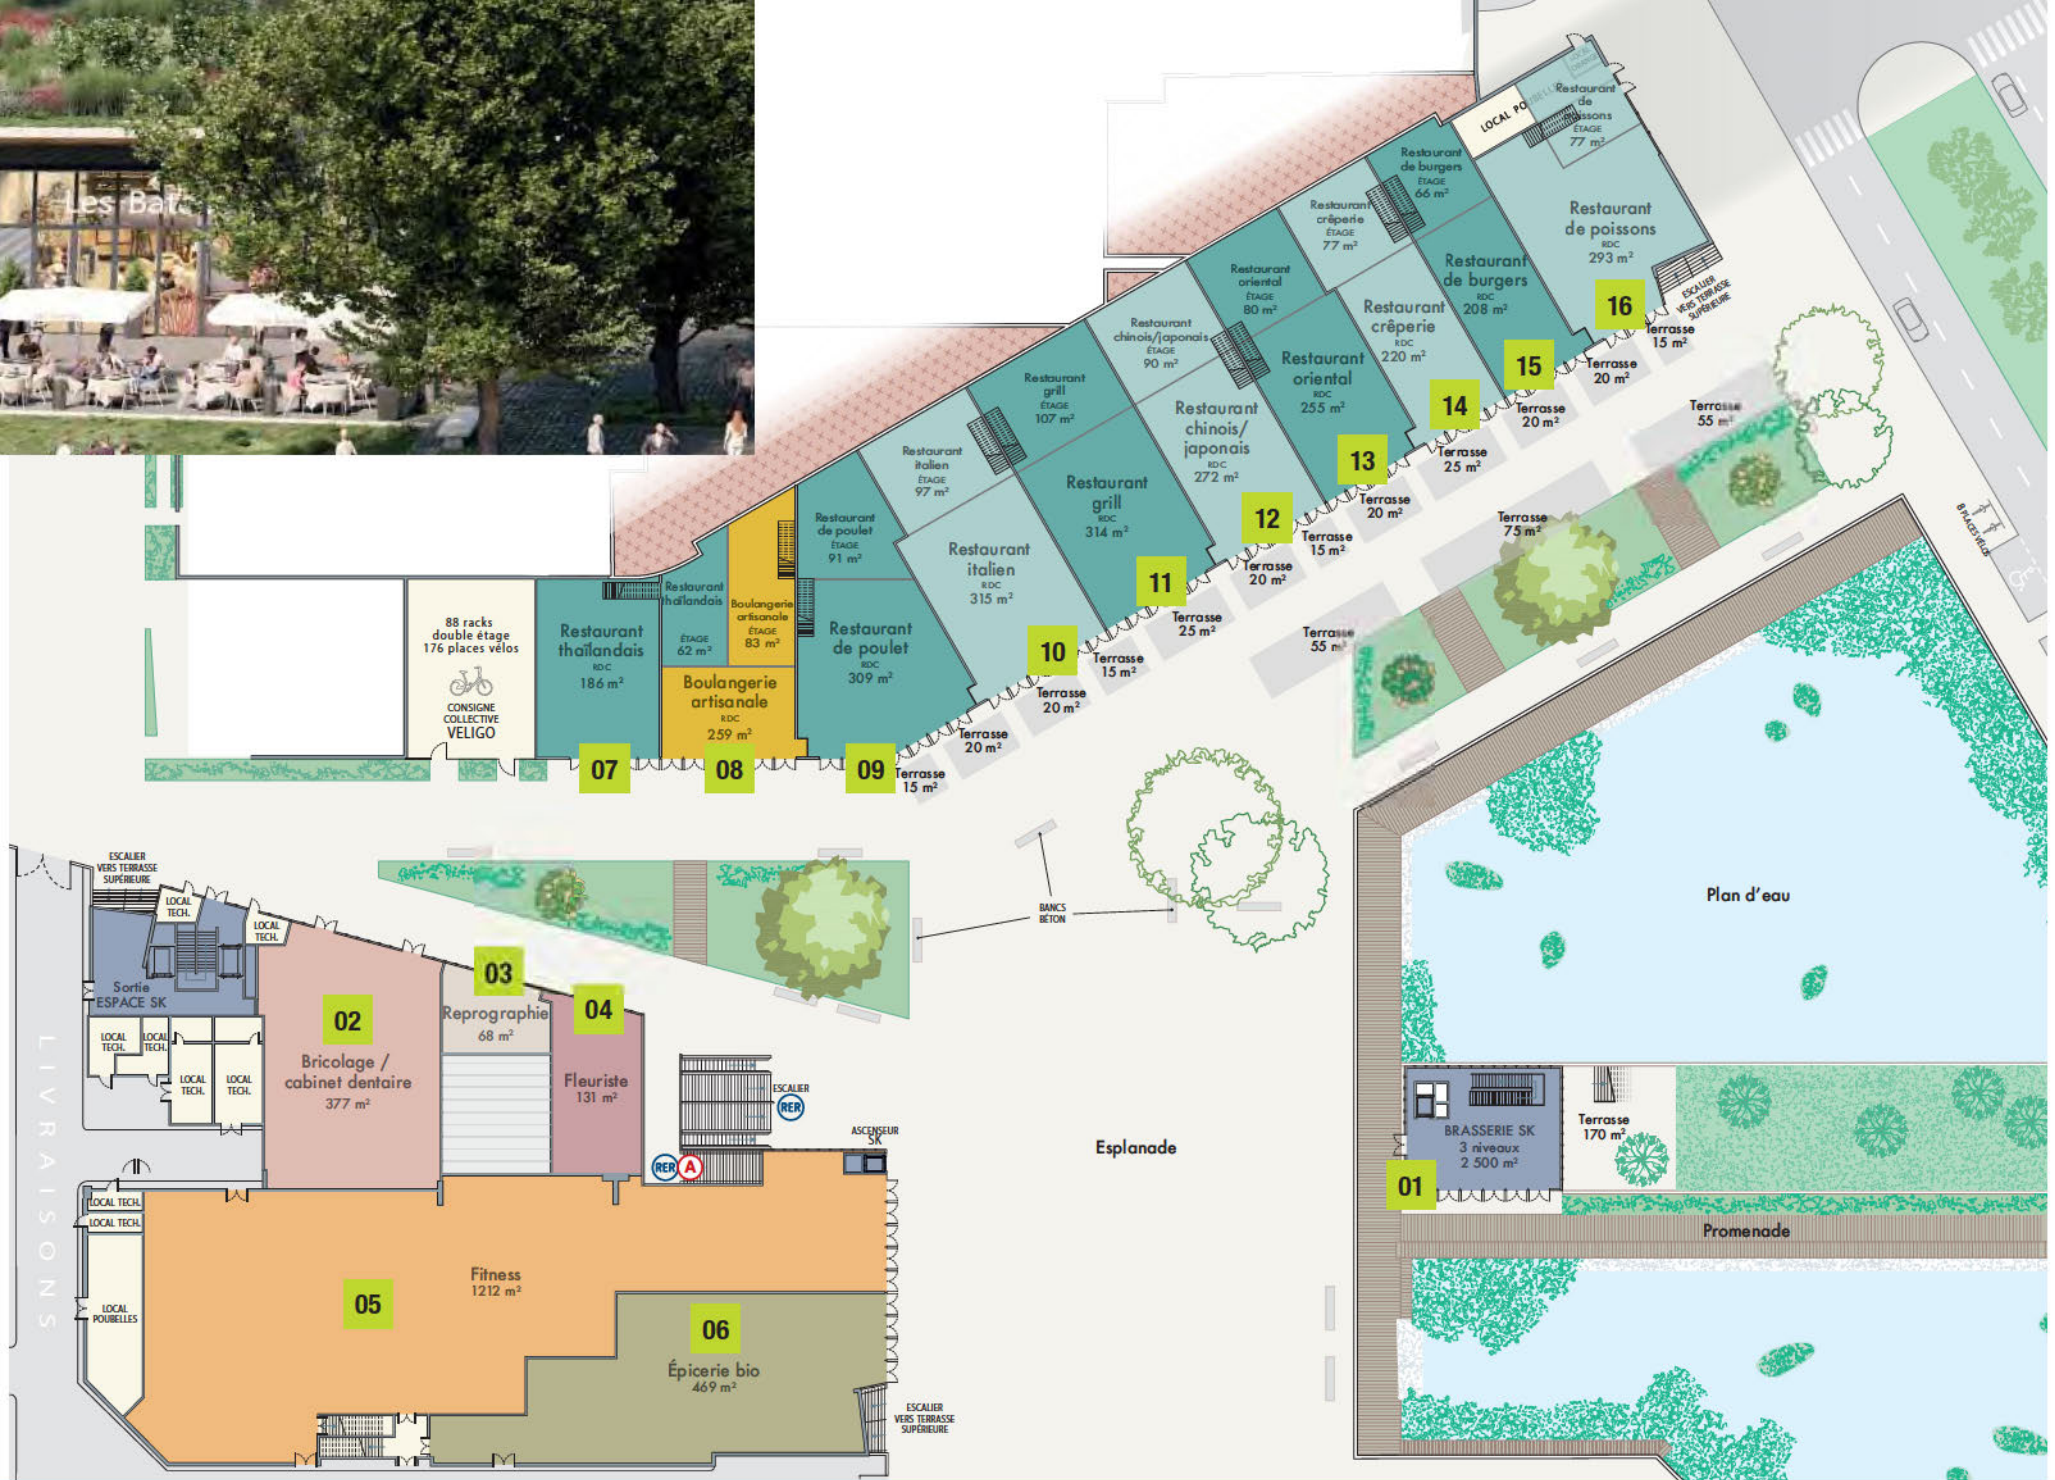 Les Bat
LOCAL
Restaurant
de
ÉTAGE
77 m²
Restaurant
de burgers
ÉTAGE
66 m²
Restaurant
crêperie
ÉTAGE
77 m²
Restaurant
de poissons
RDC
293 m²
Restaurant
oriental
ÉTAGE
80 m²
Restaurant
de burgers
RDC
208 m²
ESCALIER
VERS TERRASSE
SUPÉRIEURE
16
Terrasse
15 m²
Restaurant
chinois/japonais
ÉTAGE
90 m²
Restaurant
crêperie
RDC
220 m²
15
Terrasse
20 m²
Restaurant
grill
ÉTAGE
107 m²
Restaurant
oriental
RDC
255 m²
14
Terrasse
20 m²
Terrasse
55 m²
Restaurant
italien
ÉTAGE
97 m²
Restaurant
chinois/
japonais
RDC
272 m²
13
Terrasse
25 m²
Restaurant
grill
RDC
314 m²
12
Terrasse
20 m²
Terrasse
75 m²
8 PLACES VÉLOS
Restaurant
de poulet
ÉTAGE
91 m²
Restaurant
italien
RDC
315 m²
11
Terrasse
15 m²
Terrasse
20 m²
88 racks
double étage
176 places vélos
CONSIGNE
COLLECTIVE
VELIGO
Restaurant
thaïlandais
RDC
186 m²
Restaurant
thaïlandais
ÉTAGE
62 m²
Boulangerie
artisanale
ÉTAGE
83 m²
Boulangerie
artisanale
RDC
259 m²
Restaurant
de poulet
RDC
309 m²
10
Terrasse
25 m²
Terrasse
55 m²
Terrasse
15 m²
Terrasse
20 m²
Terrasse
20 m²
07
08
09
Terrasse
15 m²
ESCALIER
VERS TERRASSE
SUPÉRIEURE
LOCAL
TECH.
LOCAL
TECH.
BANCS
BÉTON
Plan d’eau
Sortie
ESPACE SK
02
Bricolage /
cabinet dentaire
377 m²
03
Reprographie
68 m²
04
Fleuriste
131 m²
LOCAL
TECH.
LOCAL
TECH.
LOCAL
TECH.
LOCAL
TECH.
LIVRAISONS
ESCALIER
RER
ASCENSEUR
SK
RER A
Esplanade
BRASSERIE SK
3 niveaux
2 500 m²
Terrasse
170 m²
01
Promenade
LOCAL TECH.
LOCAL TECH.
LOCAL
POUBELLES
05
Fitness
1212 m²
06
Épicerie bio
469 m²
ESCALIER
VERS TERRASSE
SUPÉRIEURE